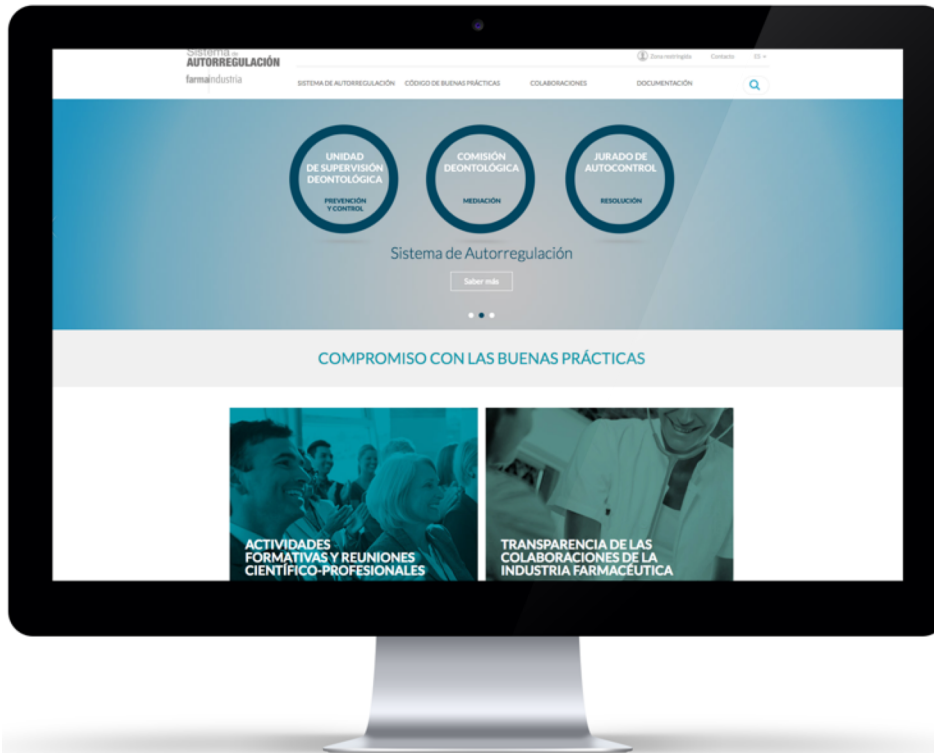 Sistema de
AUTORREGULACIÓN
farmaindustria
Zona restringida Contacto ES
SISTEMA DE AUTORREGULACIÓN CÓDIGO DE BUENAS PRÁCTICAS COLABORACIONES DOCUMENTACIÓN
UNIDAD
DE SUPERVISIÓN
DEONTOLÓGICA
PREVENCIÓN
Y CONTROL
COMISIÓN
DEONTOLÓGICA
MEDIACIÓN
JURADO DE
AUTOCONTROL
RESOLUCIÓN
Sistema de Autorregulación
Saber más
COMPROMISO CON LAS BUENAS PRÁCTICAS
ACTIVIDADES
FORMATIVAS Y REUNIONES
CIENTÍFICO-PROFESIONALES
TRANSPARENCIA DE LAS
COLABORACIONES DE LA
INDUSTRIA FARMACÉUTICA